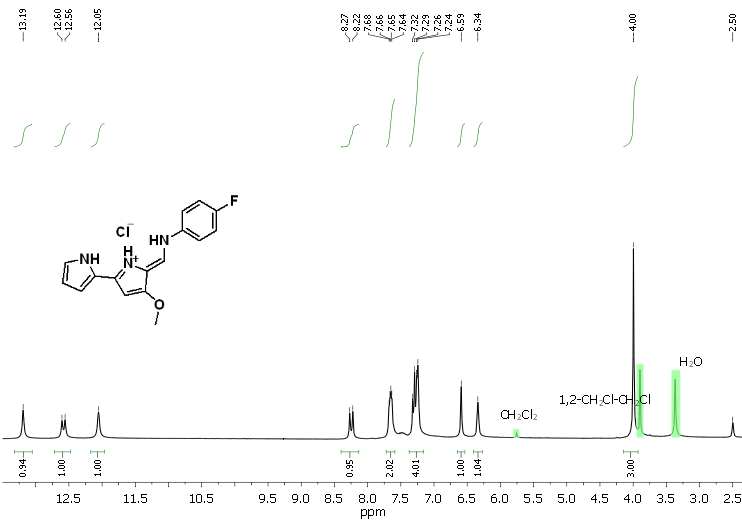 13.19 12.60 12.56 12.05 8.27 8.22 7.68 7.66 7.65 7.64 7.32 7.29 7.26 7.24 6.59 6.34 4.00 2.50
F
Cl⁻
HN
H
NH N⁺
O
H₂O
1,2-CH₂Cl-CH₂Cl
CH₂Cl₂
0.94 1.00 1.00 0.95 2.02 4.01 1.00 1.04 3.00
12.5 11.5 10.5 9.5 9.0 8.5 8.0 7.5 7.0 6.5 6.0 5.5 5.0 4.5 4.0 3.5 3.0 2.5
ppm